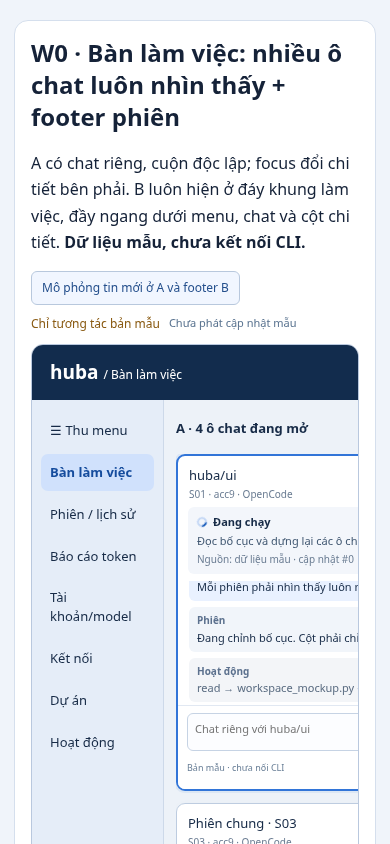 W0 · Bàn làm việc: nhiều ô
chat luôn nhìn thấy +
footer phiên
A có chat riêng, cuộn độc lập; focus đổi chi
tiết bên phải. B luôn hiện ở đáy khung làm
việc, đầy ngang dưới menu, chat và cột chi
tiết. Dữ liệu mẫu, chưa kết nối CLI.
Mô phỏng tin mới ở A và footer B
Chỉ tương tác bản mẫu Chưa phát cập nhật mẫu
huba / Bàn làm việc
☰ Thu menu
Bàn làm việc
Phiên / lịch sử
Báo cáo token
Tài
khoản/model
Kết nối
Dự án
Hoạt động
A · 4 ô chat đang mở
huba/ui
S01 · acc9 · OpenCode
Đang chạy
Đọc bố cục và dựng lại các ô ch
Nguồn: dữ liệu mẫu · cập nhật #0
Mỗi phiên phải nhìn thấy luôn r
Phiên
Đang chỉnh bố cục. Cột phải chi
Hoạt động
read → workspace_mockup.py
Chat riêng với huba/ui
Bản mẫu · chưa nối CLI
Phiên chung · S03
S03 · acc9 · OpenCode